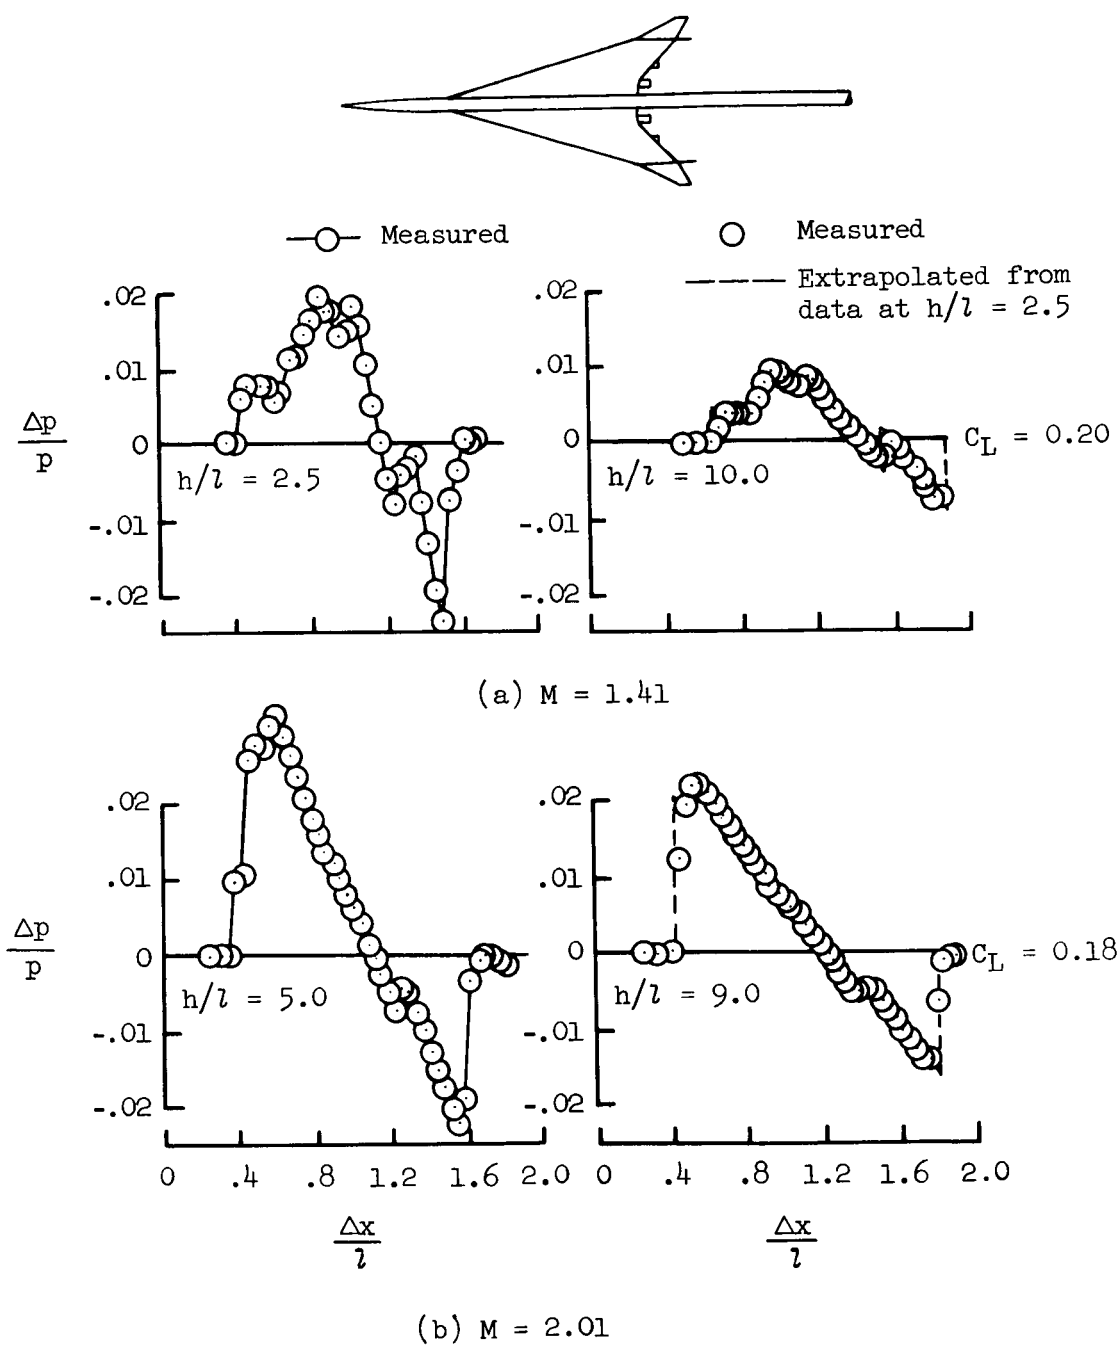 Measured
Measured
Extrapolated from
data at h/l = 2.5
.02
.01
0
-.01
-.02
Δp
p
h/l = 2.5
.02
.01
0
-.01
-.02
h/l = 10.0
C_L = 0.20
(a) M = 1.41
.02
.01
0
-.01
-.02
Δp
p
h/l = 5.0
0 .4 .8 1.2 1.6 2.0
Δx
l
.02
.01
0
-.01
-.02
h/l = 9.0
C_L = 0.18
0 .4 .8 1.2 1.6 2.0
Δx
l
(b) M = 2.01